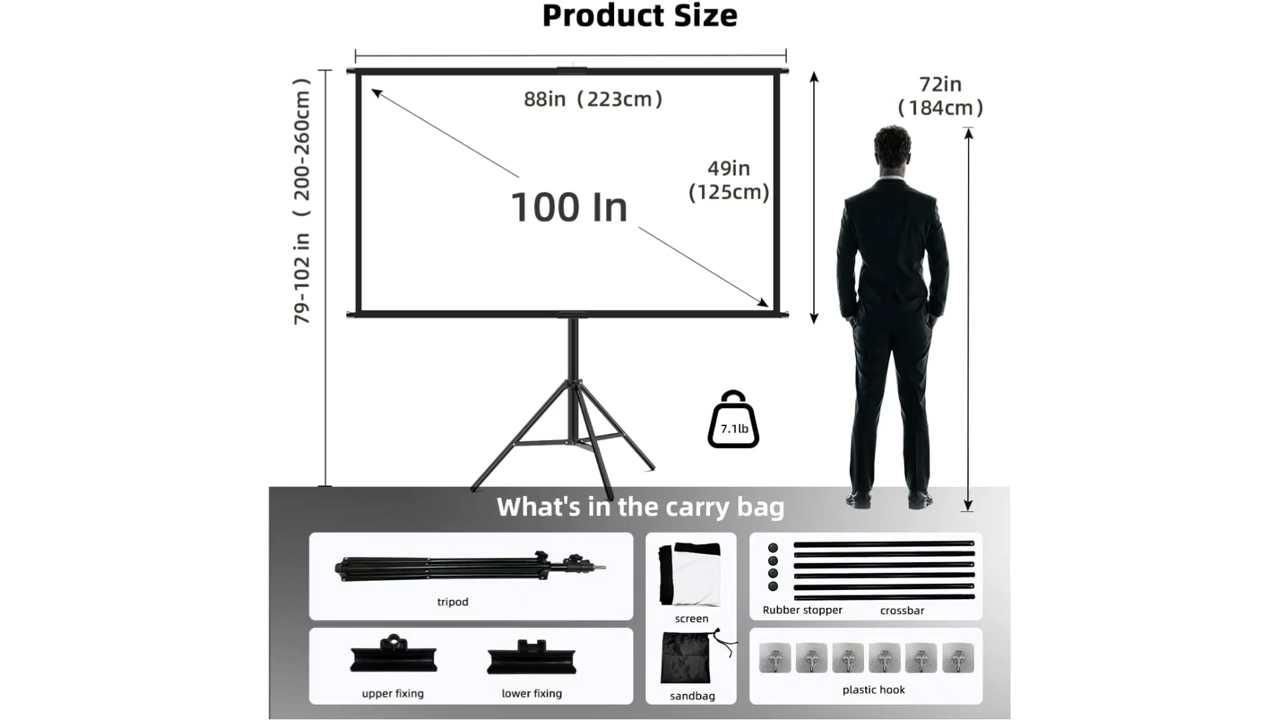 Product Size
88in（223cm）
79-102 in （ 200-260cm）
100 In
49in
(125cm)
72in
（184cm）
7.1lb
What's in the carry bag
tripod
screen
Rubber stopper
crossbar
upper fixing
lower fixing
sandbag
plastic hook